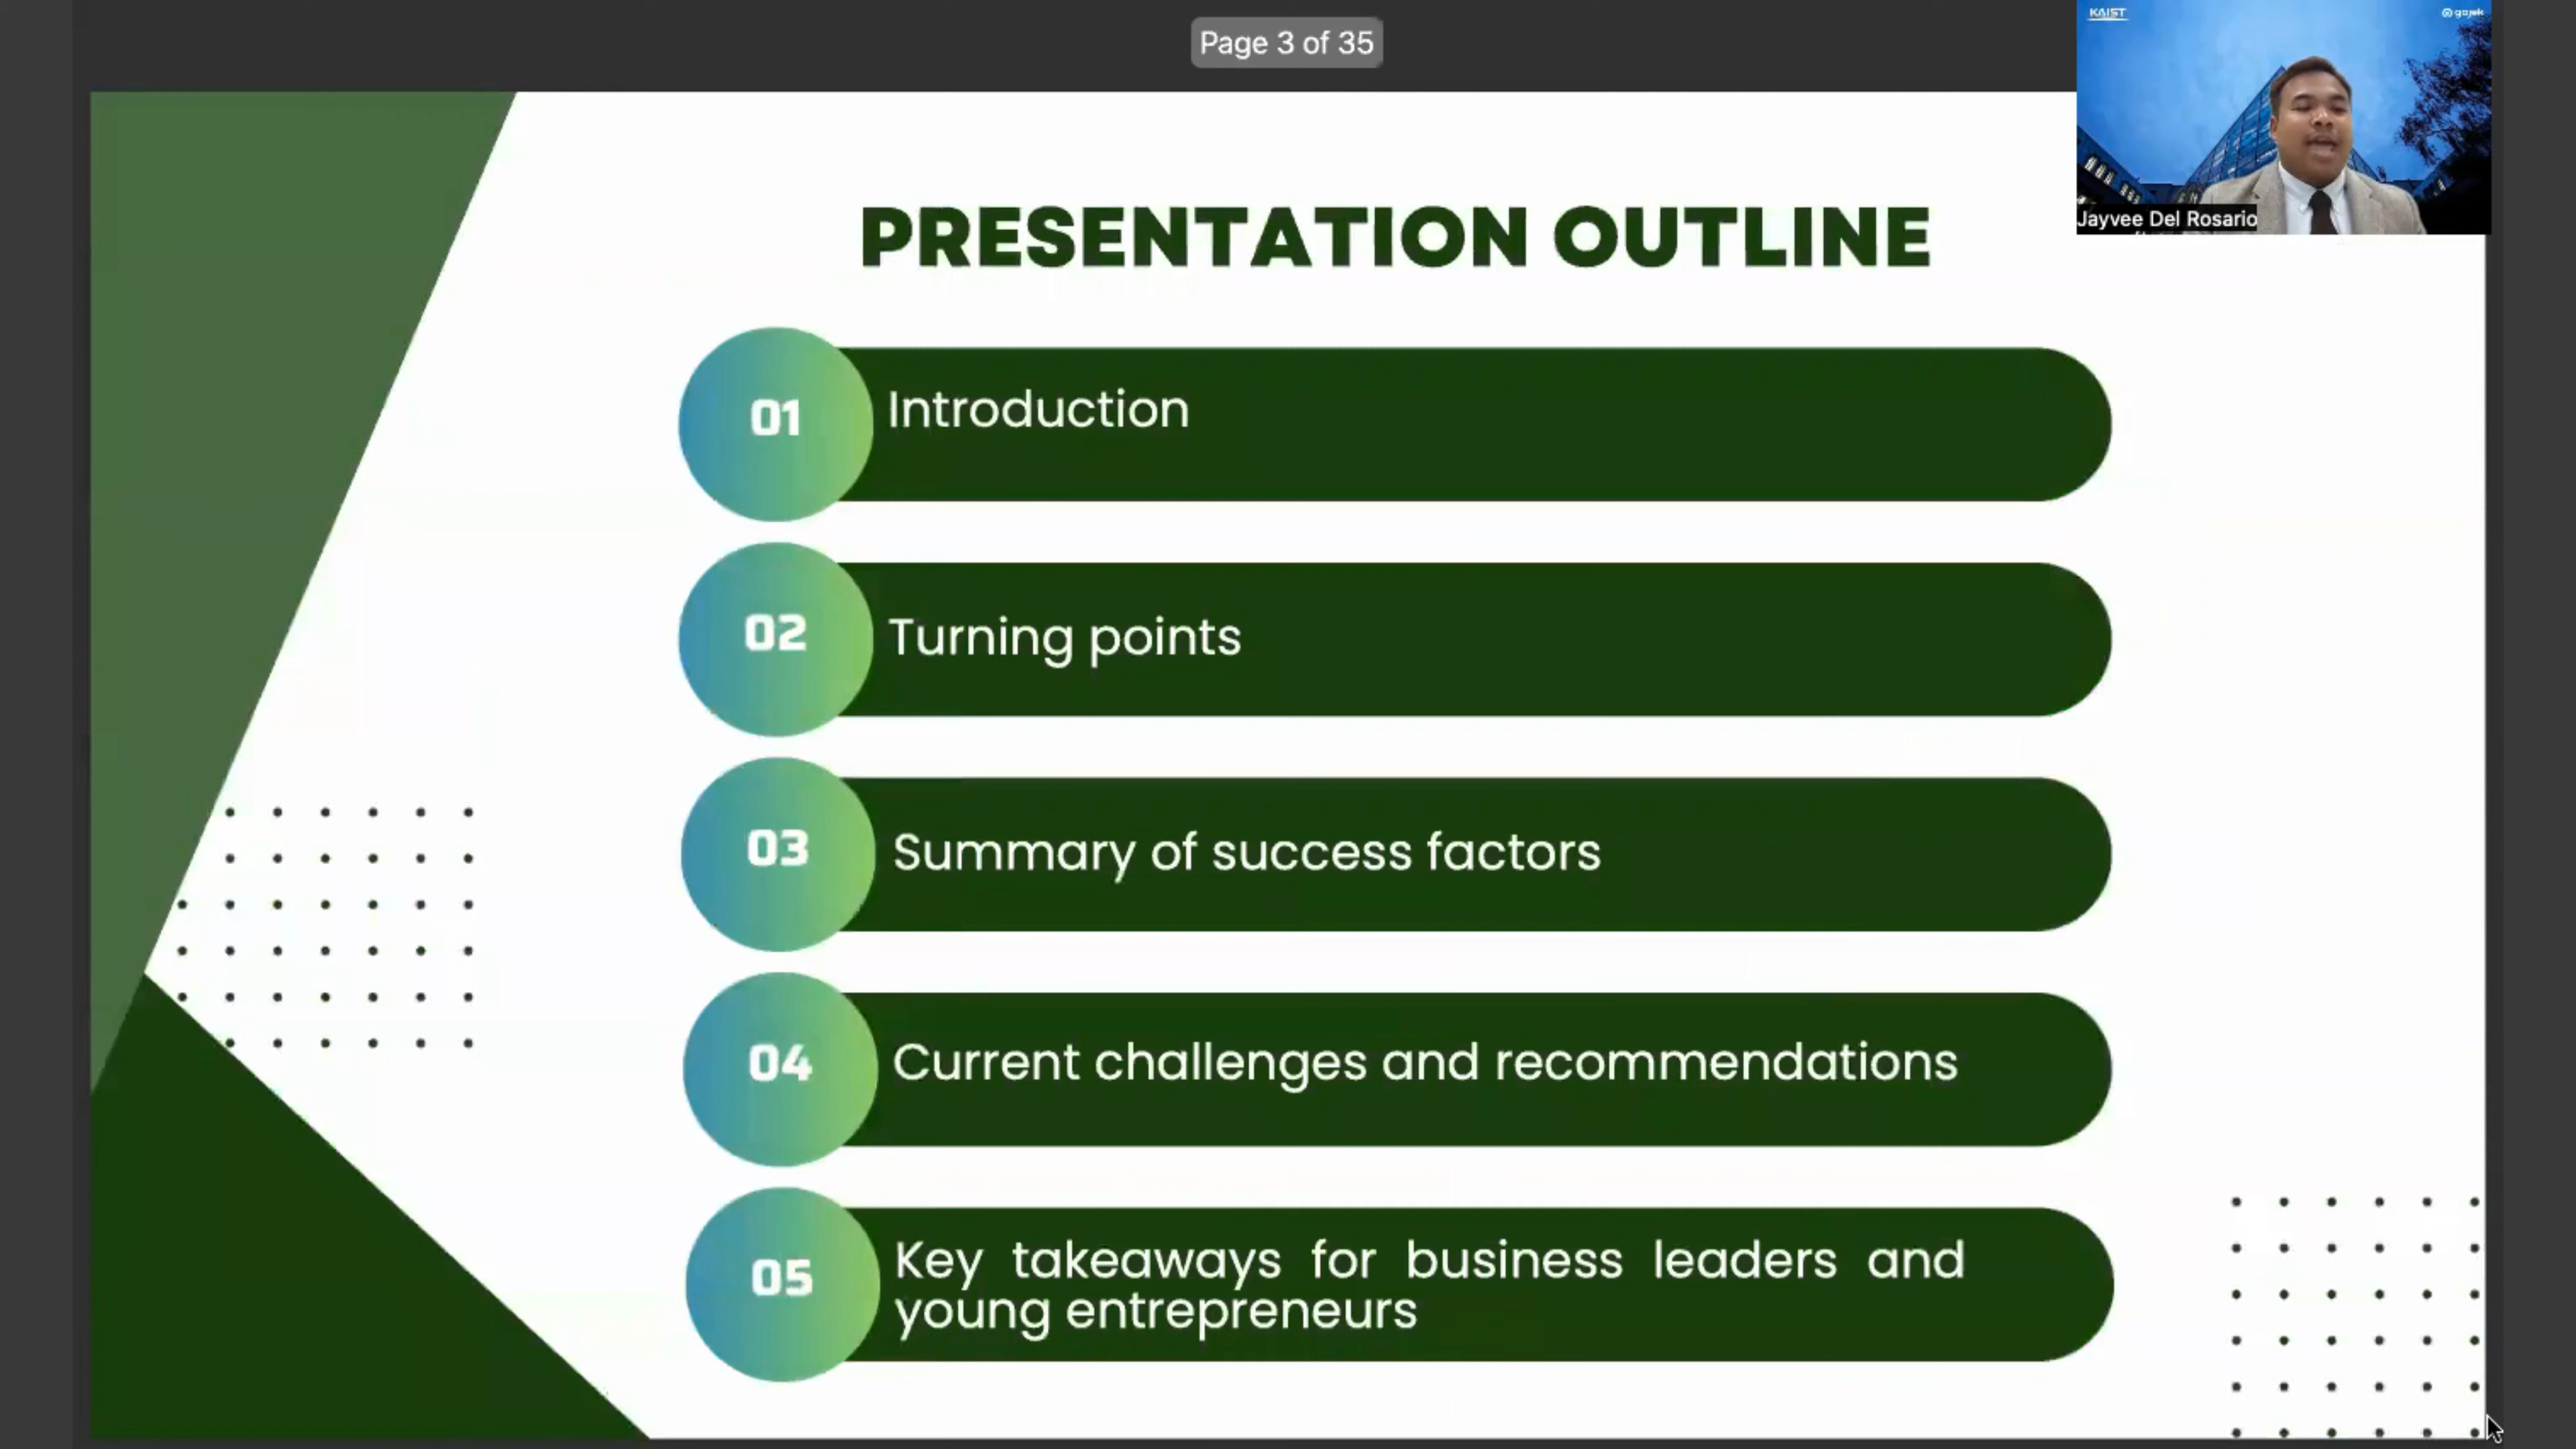 Page 3 of 35
KAIST
gojek
Jayvee Del Rosario
PRESENTATION OUTLINE
01
Introduction
02
Turning points
03
Summary of success factors
04
Current challenges and recommendations
05
Key takeaways for business leaders and
young entrepreneurs